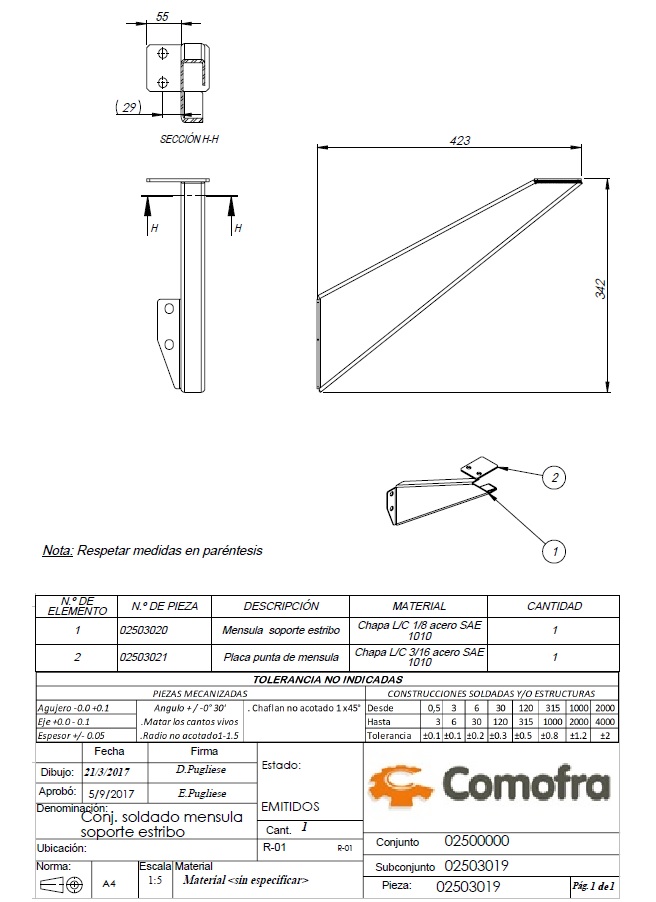 55
(29)
SECCIÓN H-H
H
H
423
342
2
1
Nota: Respetar medidas en paréntesis
N.º DE ELEMENTO N.º DE PIEZA DESCRIPCIÓN MATERIAL CANTIDAD
1 02503020 Mensula soporte estribo Chapa L/C 1/8 acero SAE 1010 1
2 02503021 Placa punta de mensula Chapa L/C 3/16 acero SAE 1010 1
TOLERANCIA NO INDICADAS
PIEZAS MECANIZADAS CONSTRUCCIONES SOLDADAS Y/O ESTRUCTURAS
Agujero -0.0 +0.1 Angulo + / -0° 30' . Chaflan no acotado 1 x45° Desde 0,5 3 6 30 120 315 1000 2000
Eje +0.0 - 0.1 .Matar los cantos vivos Hasta 3 6 30 120 315 1000 2000 4000
Espesor +/- 0.05 .Radio no acotado1-1.5 Tolerancia ±0.1 ±0.1 ±0.2 ±0.3 ±0.5 ±0.8 ±1.2 ±2
Fecha Firma
Dibujo: 21/3/2017 D.Pugliese
Aprobó: 5/9/2017 E.Pugliese
Estado:
EMITIDOS
Comofra
Denominación:
Conj. soldado mensula
soporte estribo
Cant. 1
Ubicación:
R-01 R-01
Conjunto 02500000
Subconjunto 02503019
Pieza: 02503019 Pág. 1 de 1
Norma: A4
Escala 1:5
Material
Material <sin especificar>